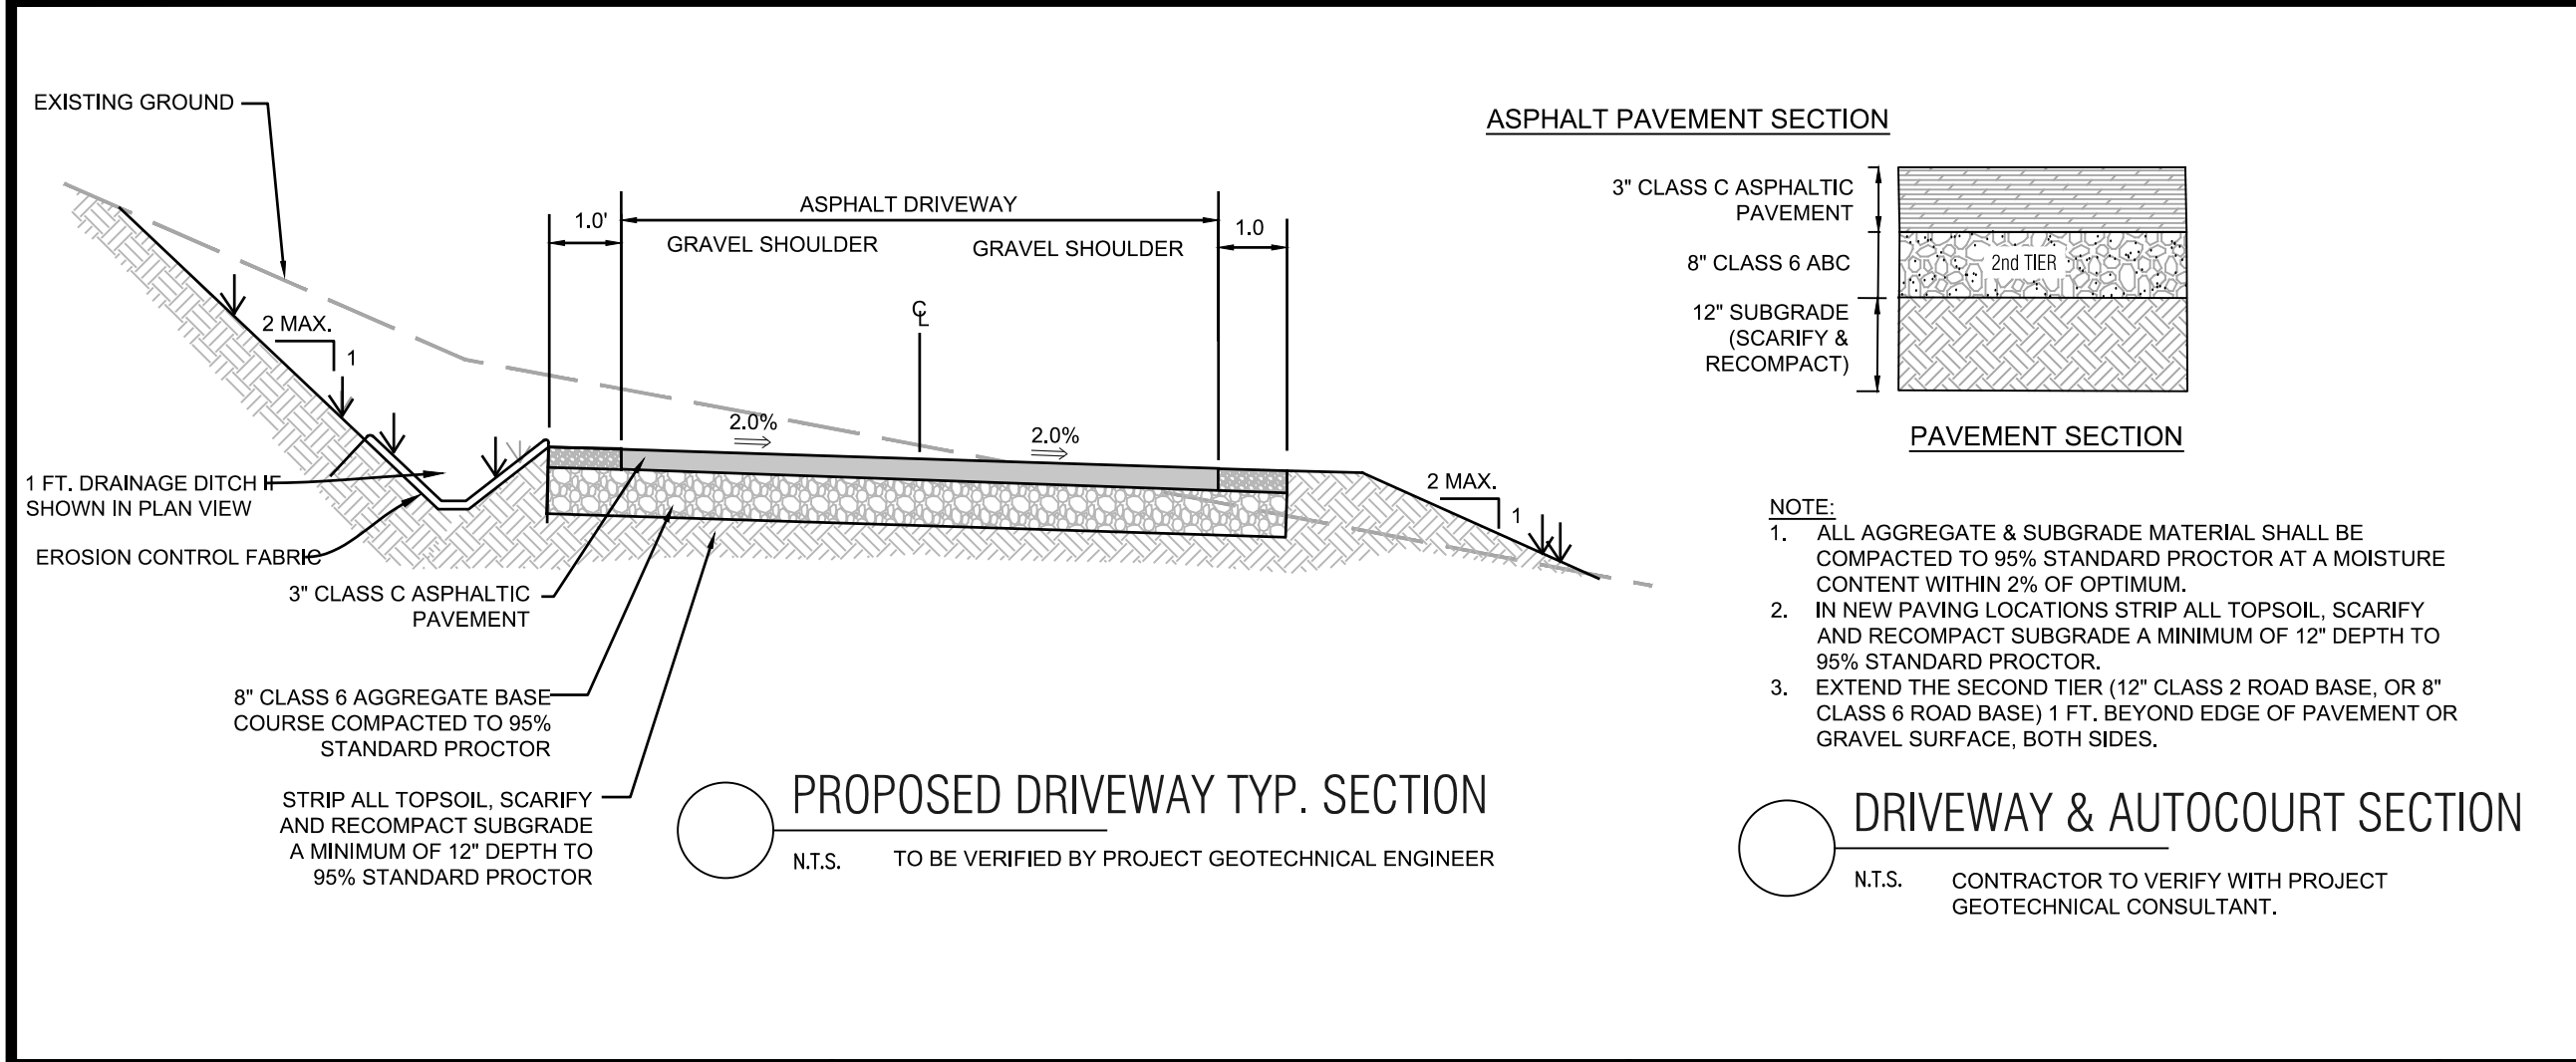 EXISTING GROUND
1.0'
ASPHALT DRIVEWAY
1.0
GRAVEL SHOULDER
GRAVEL SHOULDER
℄
2 MAX.
1
2.0%
2.0%
2 MAX.
1
1 FT. DRAINAGE DITCH IF
SHOWN IN PLAN VIEW
EROSION CONTROL FABRIC
3" CLASS C ASPHALTIC
PAVEMENT
8" CLASS 6 AGGREGATE BASE
COURSE COMPACTED TO 95%
STANDARD PROCTOR
STRIP ALL TOPSOIL, SCARIFY
AND RECOMPACT SUBGRADE
A MINIMUM OF 12" DEPTH TO
95% STANDARD PROCTOR
PROPOSED DRIVEWAY TYP. SECTION
N.T.S.
TO BE VERIFIED BY PROJECT GEOTECHNICAL ENGINEER
ASPHALT PAVEMENT SECTION
3" CLASS C ASPHALTIC
PAVEMENT
8" CLASS 6 ABC
2nd TIER
12" SUBGRADE
(SCARIFY &
RECOMPACT)
PAVEMENT SECTION
NOTE:
1. ALL AGGREGATE & SUBGRADE MATERIAL SHALL BE
COMPACTED TO 95% STANDARD PROCTOR AT A MOISTURE
CONTENT WITHIN 2% OF OPTIMUM.
2. IN NEW PAVING LOCATIONS STRIP ALL TOPSOIL, SCARIFY
AND RECOMPACT SUBGRADE A MINIMUM OF 12" DEPTH TO
95% STANDARD PROCTOR.
3. EXTEND THE SECOND TIER (12" CLASS 2 ROAD BASE, OR 8"
CLASS 6 ROAD BASE) 1 FT. BEYOND EDGE OF PAVEMENT OR
GRAVEL SURFACE, BOTH SIDES.
DRIVEWAY & AUTOCOURT SECTION
N.T.S.
CONTRACTOR TO VERIFY WITH PROJECT
GEOTECHNICAL CONSULTANT.